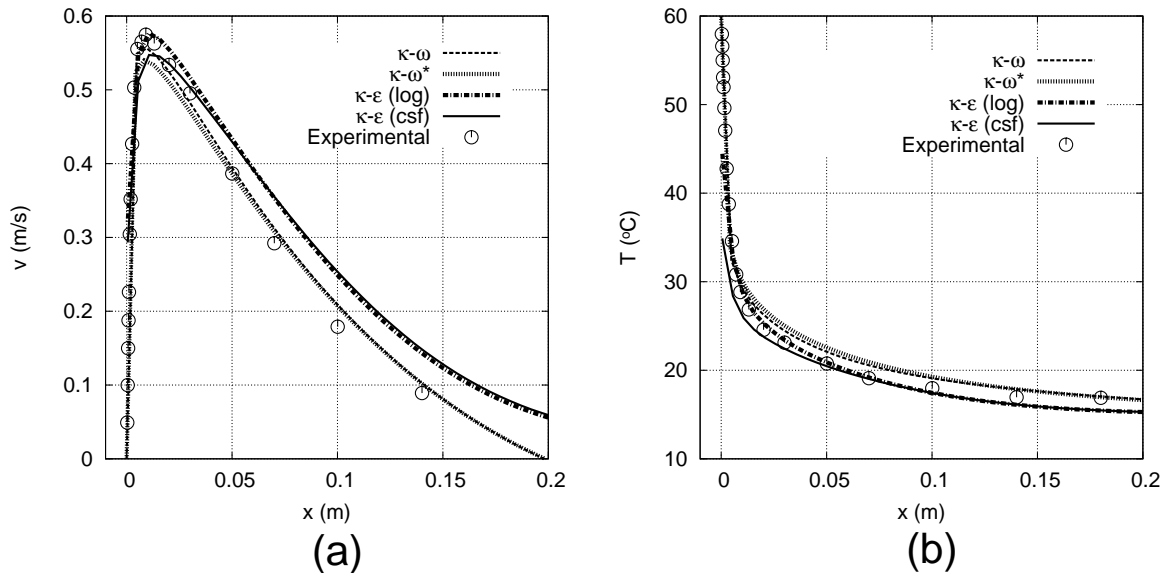 0.6
0.5
0.4
0.3
0.2
0.1
0
v (m/s)
κ-ω
κ-ω*
κ-ε (log)
κ-ε (csf)
Experimental
0 0.05 0.1 0.15 0.2
x (m)
(a)
60
50
40
30
20
10
T (°C)
κ-ω
κ-ω*
κ-ε (log)
κ-ε (csf)
Experimental
0 0.05 0.1 0.15 0.2
x (m)
(b)